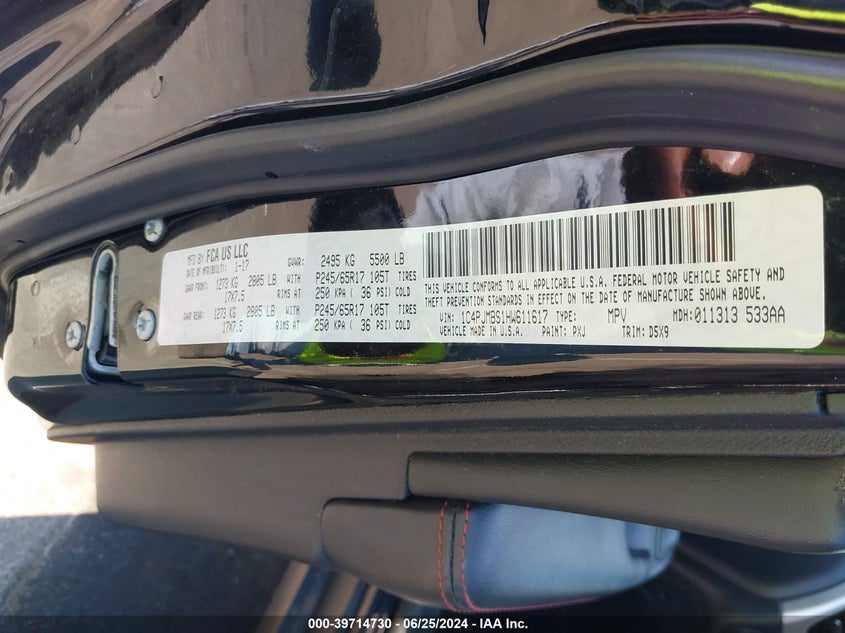 MFD BY FCA US LLC
DATE OF MFR(BUILT): 1-17
GVWR: 2495 KG 5500 LB
GAWR FRONT: 1273 KG 2805 LB WITH P245/65R17 105T TIRES
17X7.5 RIMS AT 250 KPA ( 36 PSI) COLD
GAWR REAR: 1273 KG 2805 LB WITH P245/65R17 105T TIRES
17X7.5 RIMS AT 250 KPA ( 36 PSI) COLD
THIS VEHICLE CONFORMS TO ALL APPLICABLE U.S.A. FEDERAL MOTOR VEHICLE SAFETY AND
THEFT PREVENTION STANDARDS IN EFFECT ON THE DATE OF MANUFACTURE SHOWN ABOVE.
VIN: 1C4PJMBS1HW611617 TYPE: MPV MDH:011313 533AA
VEHICLE MADE IN U.S.A. PAINT: PXJ TRIM: D5X9
000-39714730 - 06/25/2024 - IAA Inc.